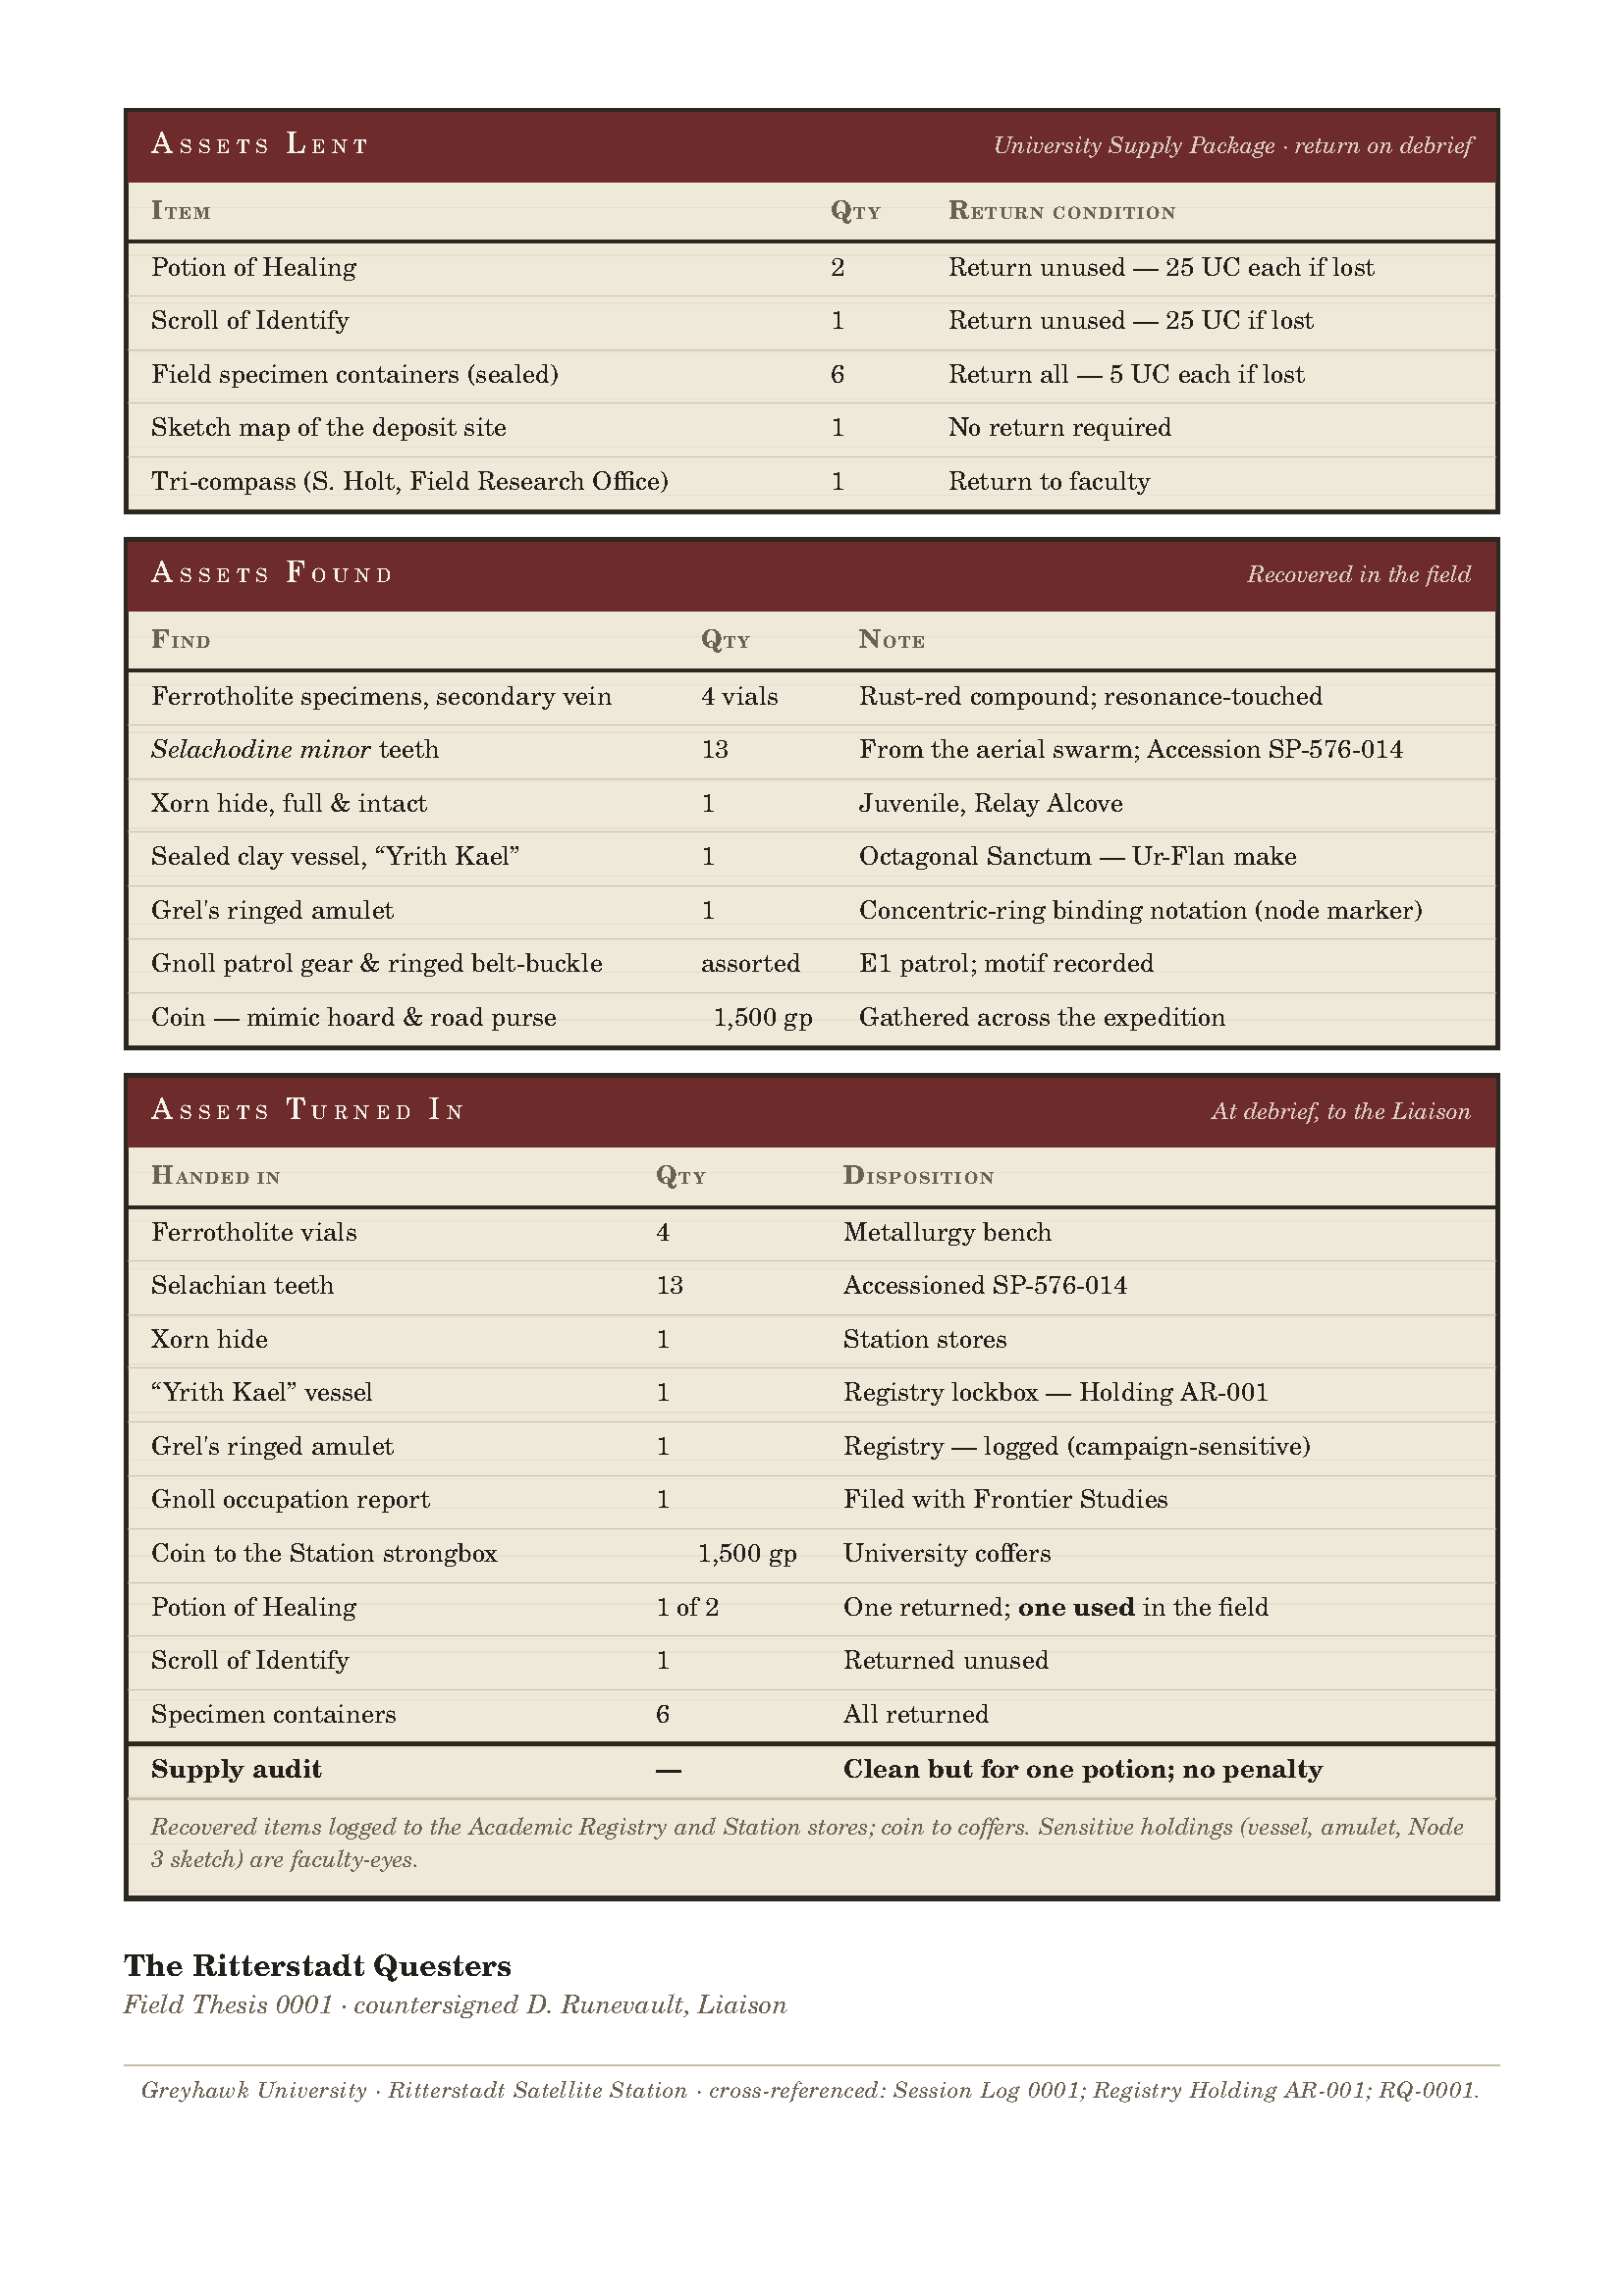 Assets Lent University Supply Package · return on debrief
Item Qty Return condition
Potion of Healing 2 Return unused — 25 UC each if lost
Scroll of Identify 1 Return unused — 25 UC if lost
Field specimen containers (sealed) 6 Return all — 5 UC each if lost
Sketch map of the deposit site 1 No return required
Tri-compass (S. Holt, Field Research Office) 1 Return to faculty
Assets Found Recovered in the field
Find Qty Note
Ferrotholite specimens, secondary vein 4 vials Rust-red compound; resonance-touched
Selachodine minor teeth 13 From the aerial swarm; Accession SP-576-014
Xorn hide, full & intact 1 Juvenile, Relay Alcove
Sealed clay vessel, “Yrith Kael” 1 Octagonal Sanctum — Ur-Flan make
Grel's ringed amulet 1 Concentric-ring binding notation (node marker)
Gnoll patrol gear & ringed belt-buckle assorted E1 patrol; motif recorded
Coin — mimic hoard & road purse 1,500 gp Gathered across the expedition
Assets Turned In At debrief, to the Liaison
Handed in Qty Disposition
Ferrotholite vials 4 Metallurgy bench
Selachian teeth 13 Accessioned SP-576-014
Xorn hide 1 Station stores
“Yrith Kael” vessel 1 Registry lockbox — Holding AR-001
Grel's ringed amulet 1 Registry — logged (campaign-sensitive)
Gnoll occupation report 1 Filed with Frontier Studies
Coin to the Station strongbox 1,500 gp University coffers
Potion of Healing 1 of 2 One returned; one used in the field
Scroll of Identify 1 Returned unused
Specimen containers 6 All returned
Supply audit — Clean but for one potion; no penalty
Recovered items logged to the Academic Registry and Station stores; coin to coffers. Sensitive holdings (vessel, amulet, Node
3 sketch) are faculty-eyes.
The Ritterstadt Questers
Field Thesis 0001 · countersigned D. Runevault, Liaison
Greyhawk University · Ritterstadt Satellite Station · cross-referenced: Session Log 0001; Registry Holding AR-001; RQ-0001.